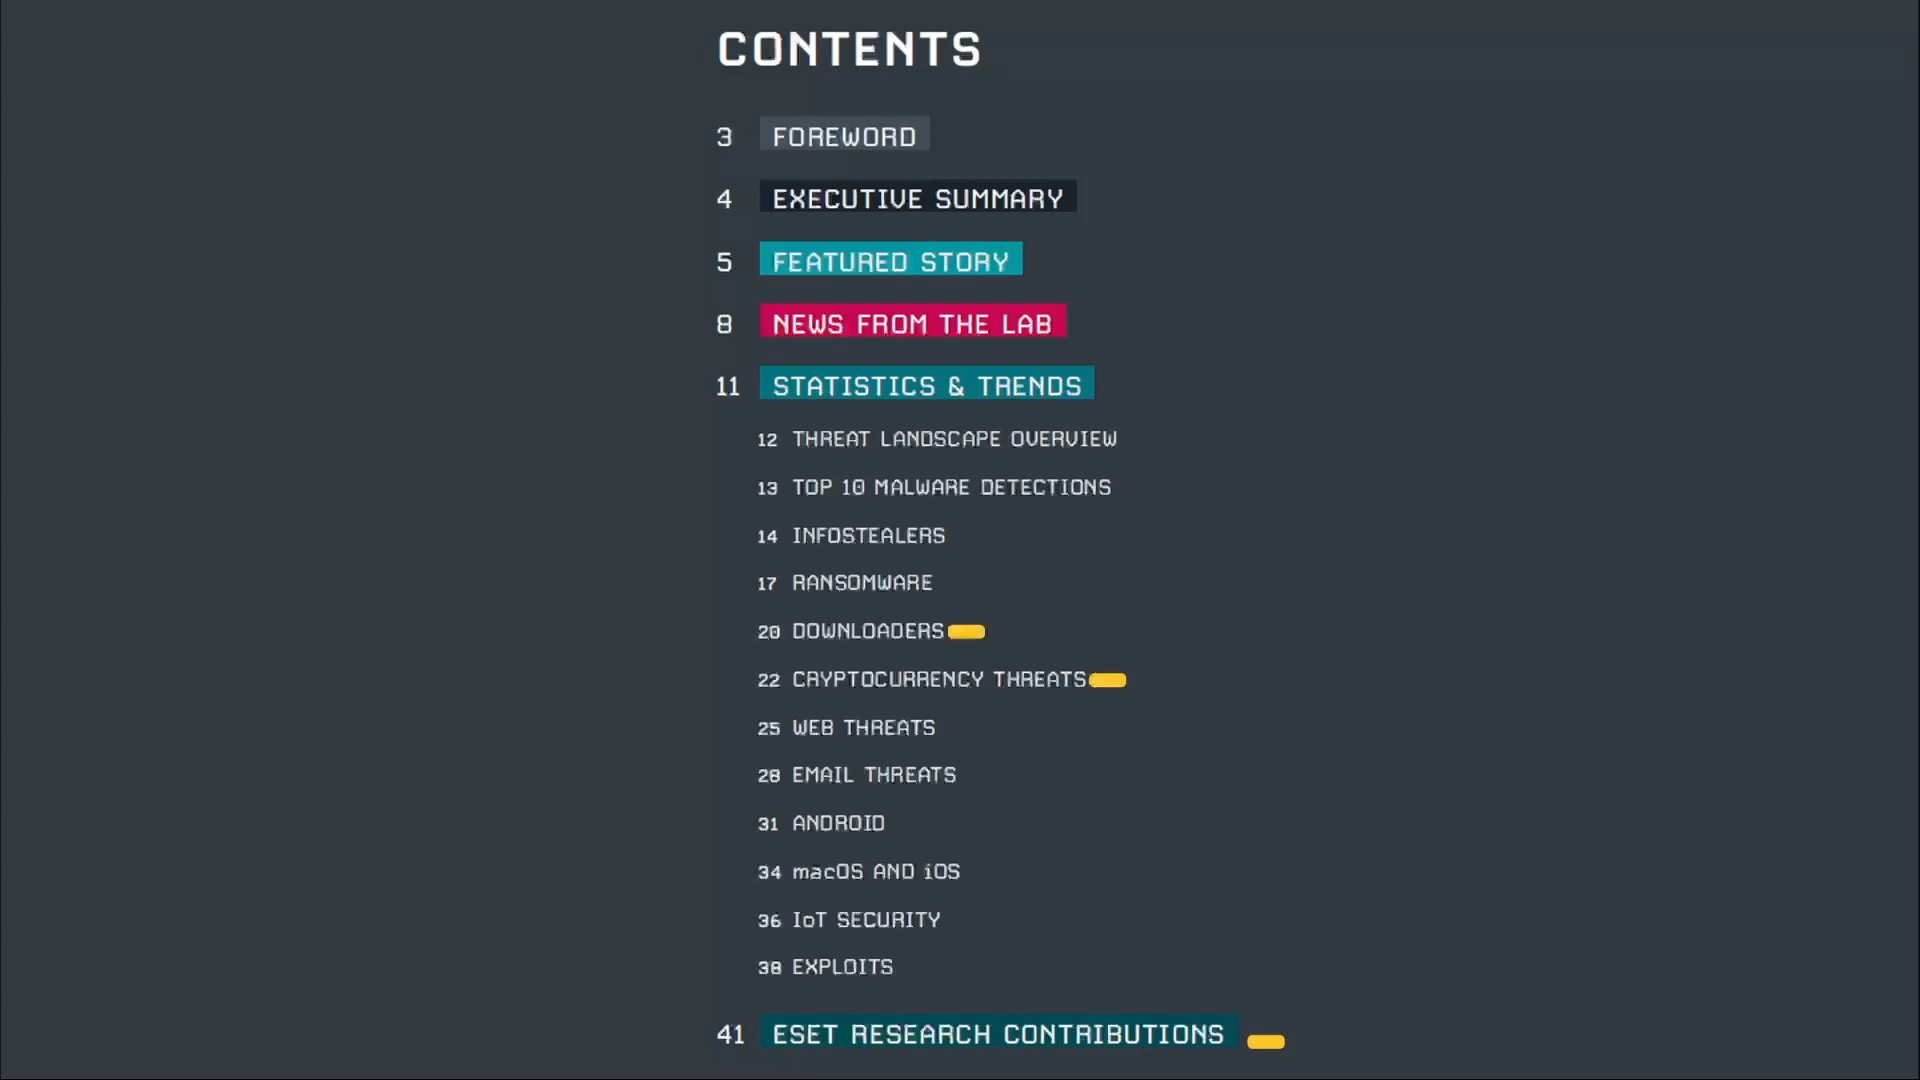 CONTENTS
3 FOREWORD
4 EXECUTIVE SUMMARY
5 FEATURED STORY
8 NEWS FROM THE LAB
11 STATISTICS & TRENDS
12 THREAT LANDSCAPE OVERVIEW
13 TOP 10 MALWARE DETECTIONS
14 INFOSTEALERS
17 RANSOMWARE
20 DOWNLOADERS
22 CRYPTOCURRENCY THREATS
25 WEB THREATS
28 EMAIL THREATS
31 ANDROID
34 macOS AND iOS
36 IoT SECURITY
38 EXPLOITS
41 ESET RESEARCH CONTRIBUTIONS